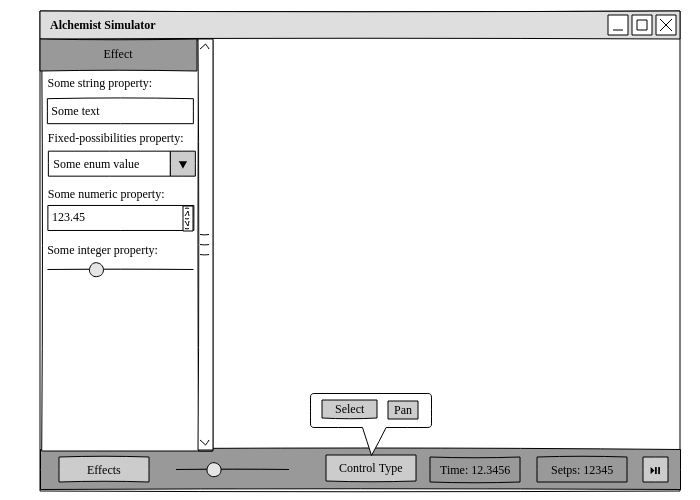 Alchemist Simulator
Effect
Some string property:
Some text
Fixed-possibilities property:
Some enum value
Some numeric property:
123.45
Some integer property:
Select
Pan
Effects
Control Type
Time: 12.3456
Setps: 12345